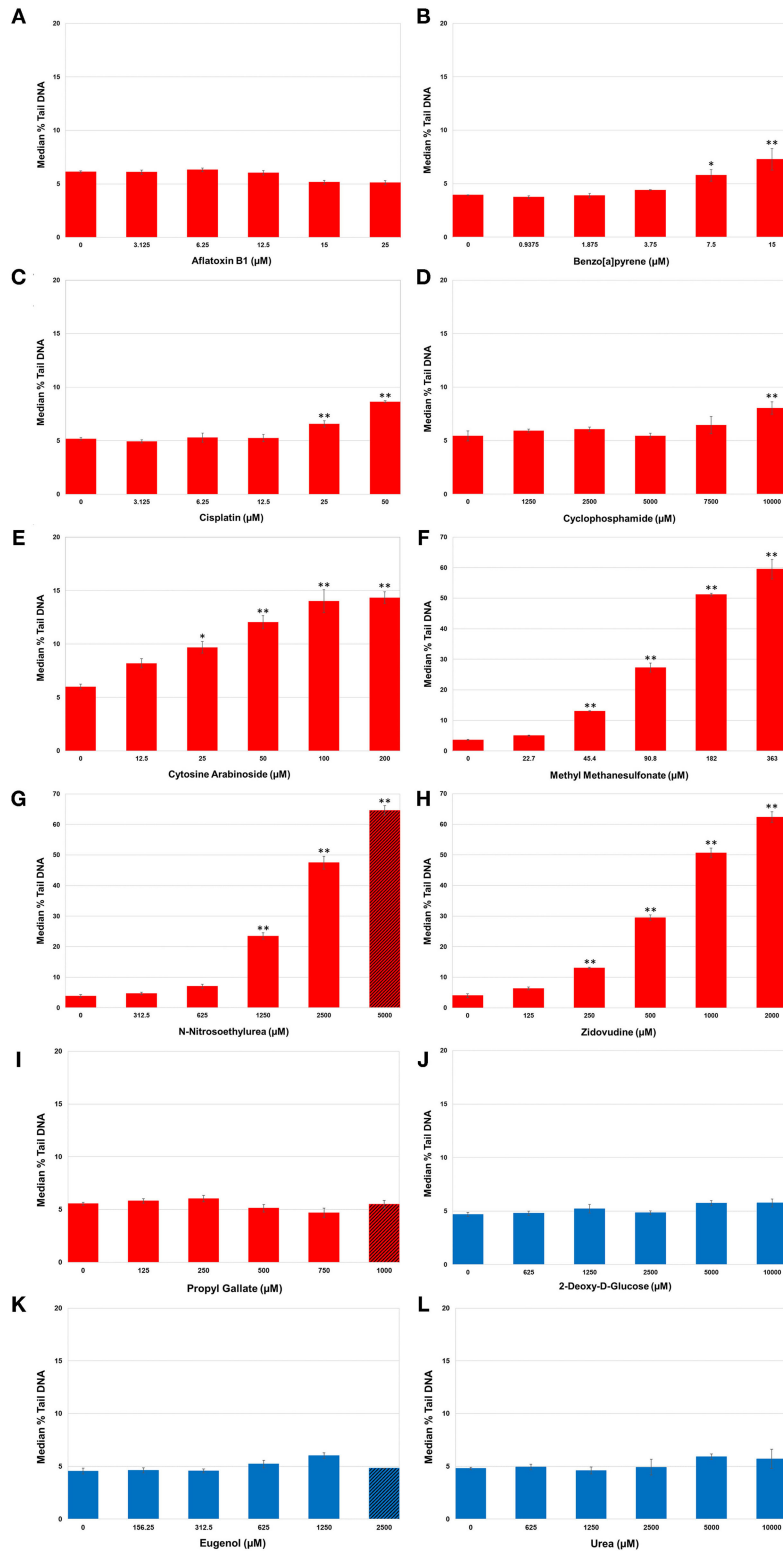 A
Median % Tail DNA
20
15
10
5
0
0 3.125 6.25 12.5 15 25
Aflatoxin B1 (µM)
B
Median % Tail DNA
20
15
10
5
0
* **
0 0.9375 1.875 3.75 7.5 15
Benzo[a]pyrene (µM)
C
Median % Tail DNA
20
15
10
5
0
** **
0 3.125 6.25 12.5 25 50
Cisplatin (µM)
D
Median % Tail DNA
20
15
10
5
0
**
0 1250 2500 5000 7500 10000
Cyclophosphamide (µM)
E
Median % Tail DNA
20
15
10
5
0
* ** ** **
0 12.5 25 50 100 200
Cytosine Arabinoside (µM)
F
Median % Tail DNA
70
60
50
40
30
20
10
0
** ** ** **
0 22.7 45.4 90.8 182 363
Methyl Methanesulfonate (µM)
G
Median % Tail DNA
70
60
50
40
30
20
10
0
** ** **
0 312.5 625 1250 2500 5000
N-Nitrosoethylurea (µM)
H
Median % Tail DNA
70
60
50
40
30
20
10
0
** ** ** **
0 125 250 500 1000 2000
Zidovudine (µM)
I
Median % Tail DNA
20
15
10
5
0
0 125 250 500 750 1000
Propyl Gallate (µM)
J
Median % Tail DNA
20
15
10
5
0
0 625 1250 2500 5000 10000
2-Deoxy-D-Glucose (µM)
K
Median % Tail DNA
20
15
10
5
0
0 156.25 312.5 625 1250 2500
Eugenol (µM)
L
Median % Tail DNA
20
15
10
5
0
0 625 1250 2500 5000 10000
Urea (µM)